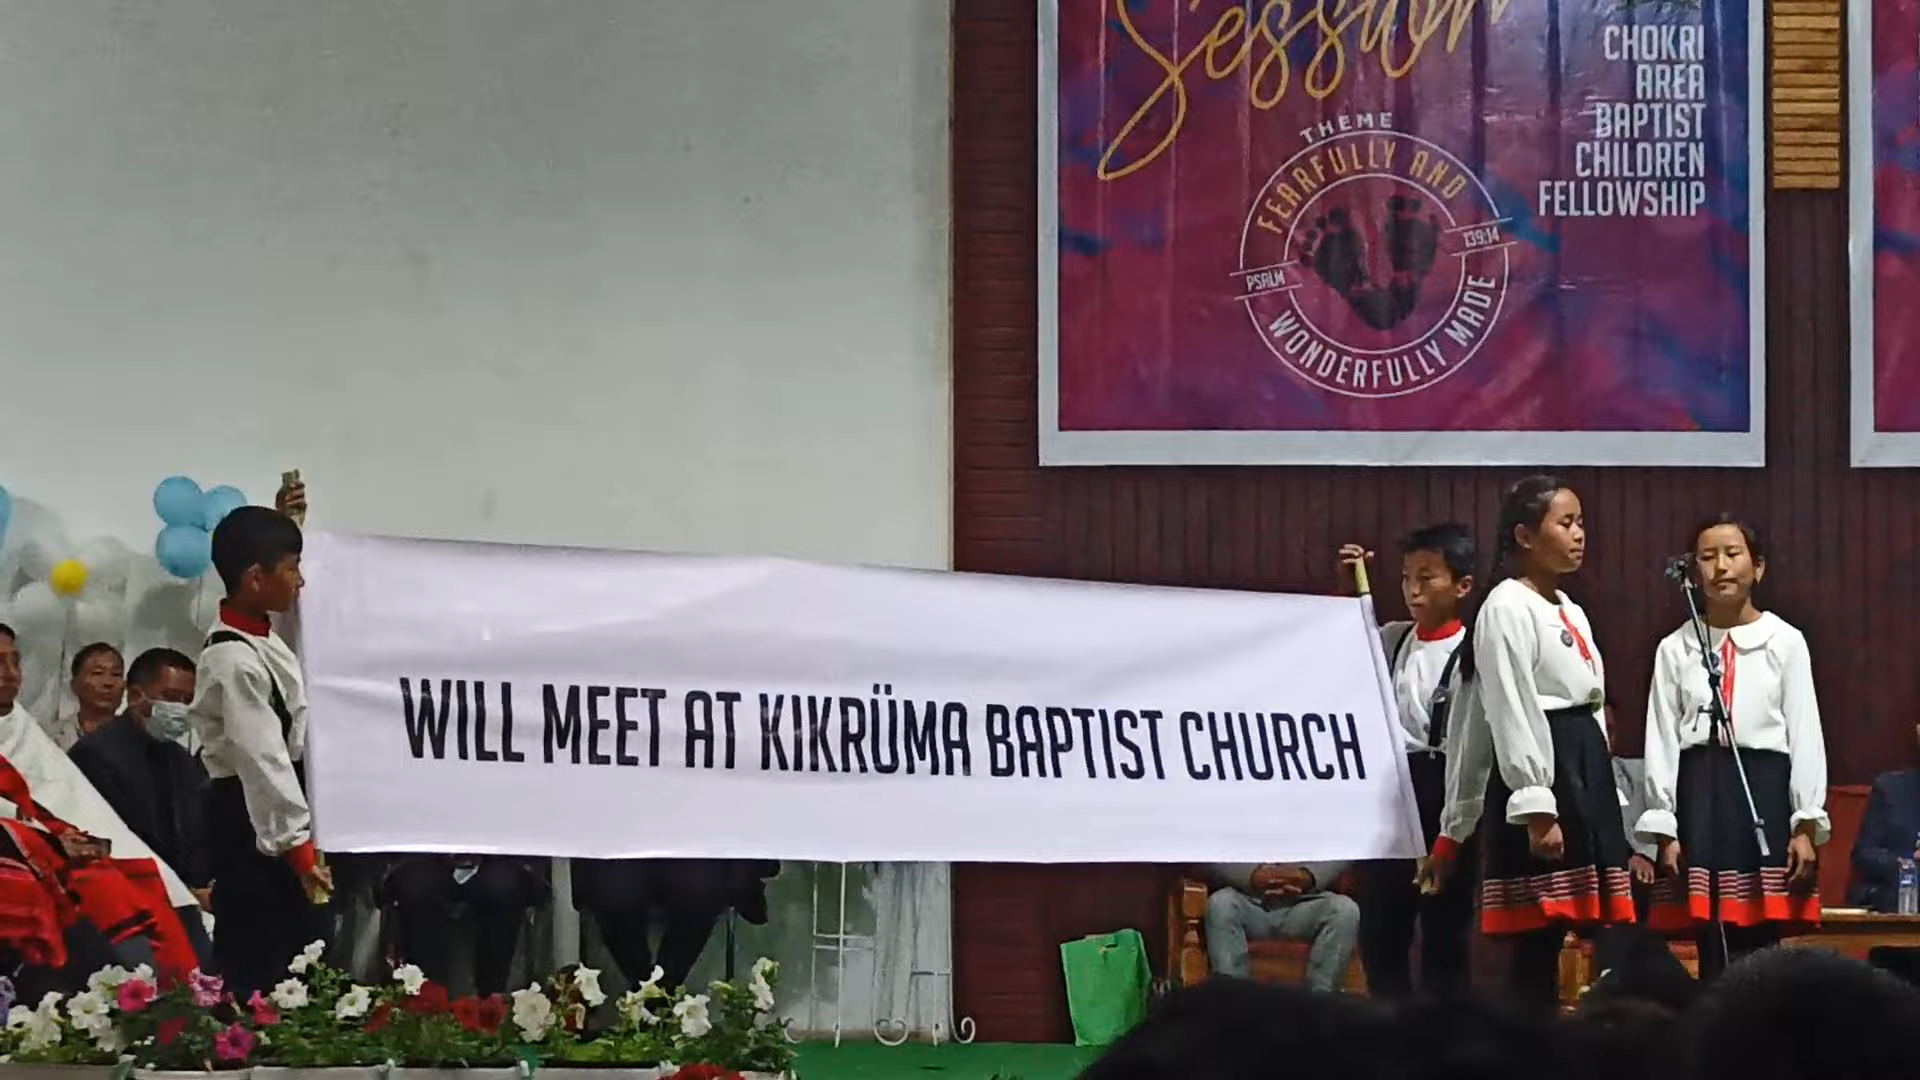 Session
CHOKRI
AREA
BAPTIST
CHILDREN
FELLOWSHIP
THEME
FEARFULLY AND
PSALM
139:14
WONDERFULLY MADE
WILL MEET AT KIKRÜMA BAPTIST CHURCH